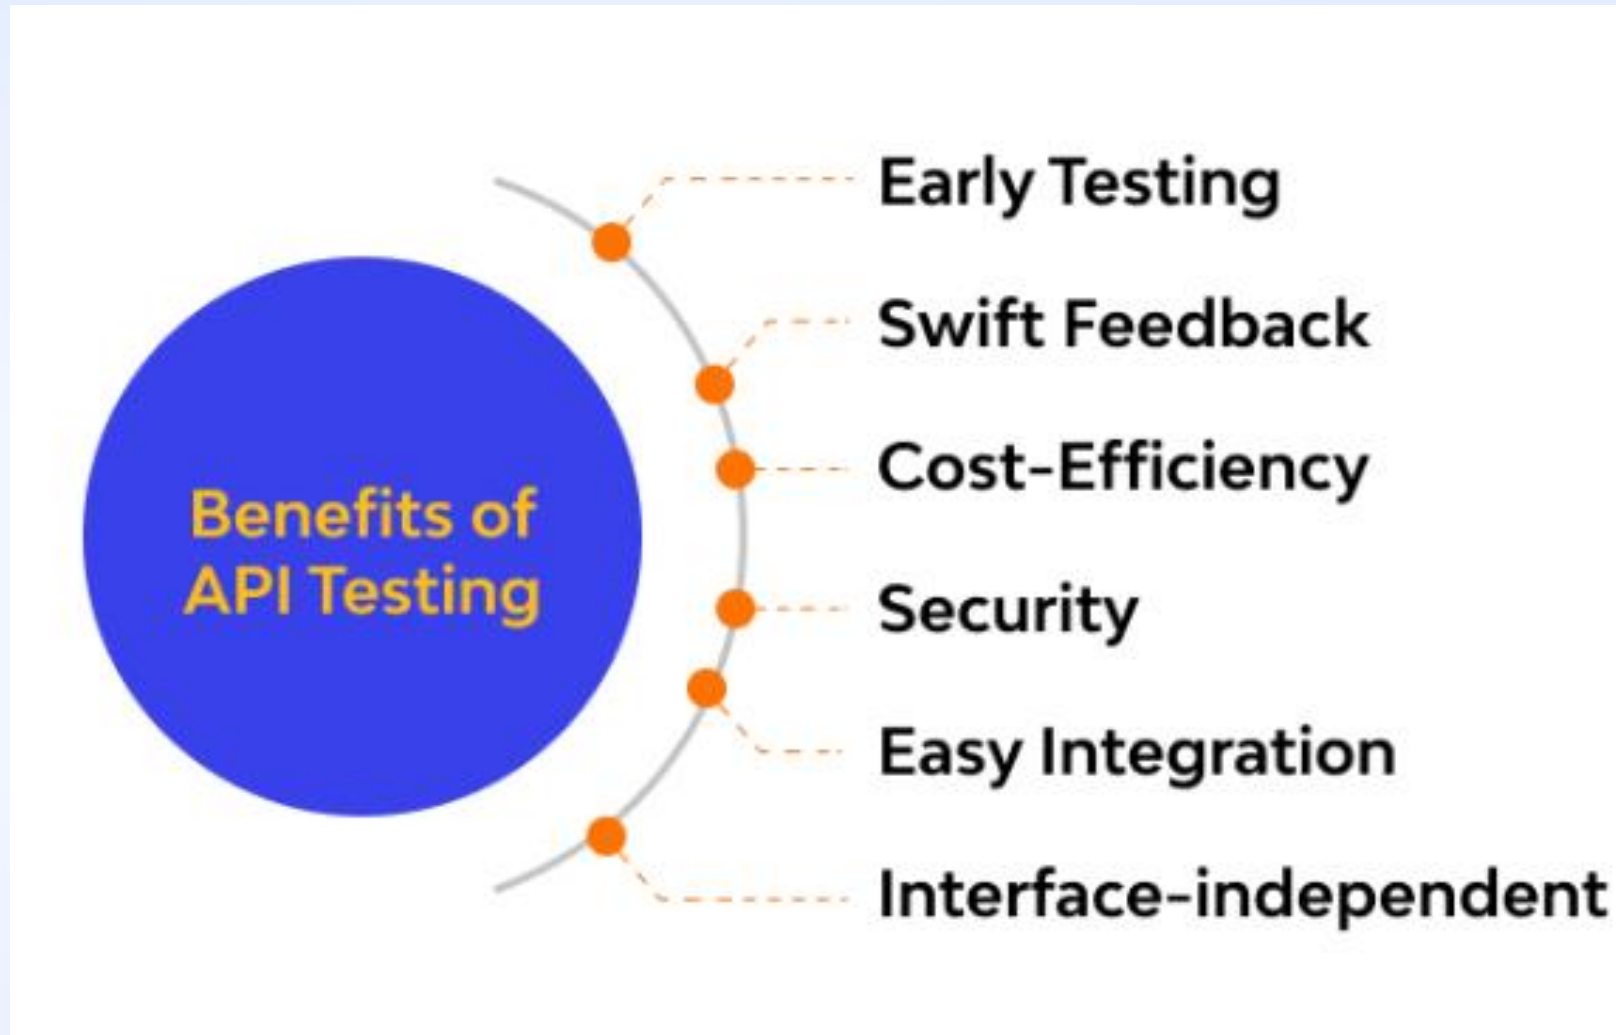 Benefits of
API Testing
Early Testing
Swift Feedback
Cost-Efficiency
Security
Easy Integration
Interface-independent